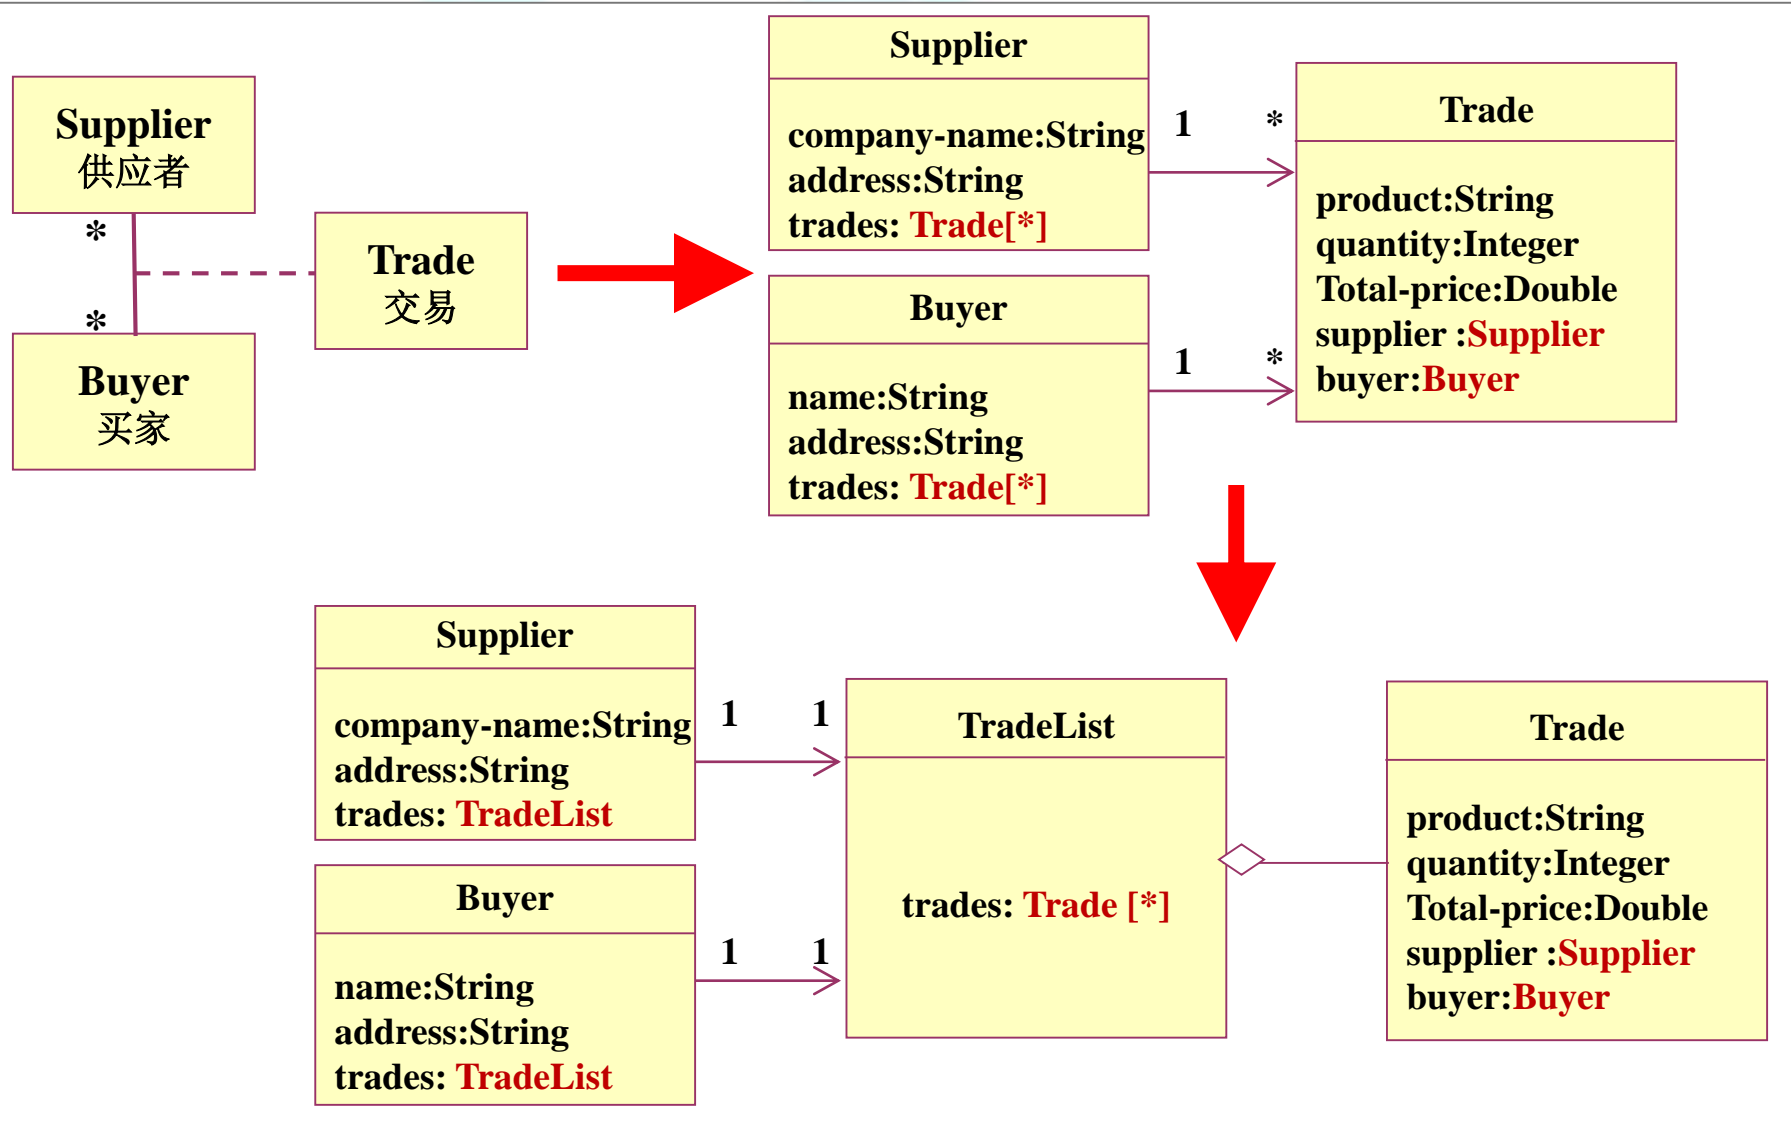 Supplier
供应者
*
*
Buyer
买家
Trade
交易
Supplier
company-name:String
address:String
trades: Trade[*]
1
*
Buyer
name:String
address:String
trades: Trade[*]
1
*
Trade
product:String
quantity:Integer
Total-price:Double
supplier :Supplier
buyer:Buyer
Supplier
company-name:String
address:String
trades: TradeList
1
1
Buyer
name:String
address:String
trades: TradeList
1
1
TradeList
trades: Trade [*]
Trade
product:String
quantity:Integer
Total-price:Double
supplier :Supplier
buyer:Buyer